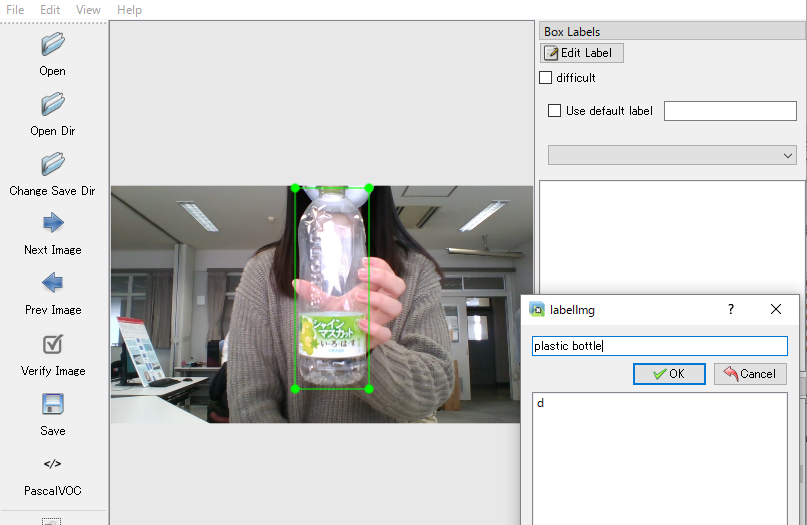 File Edit View Help
Open
Open Dir
Change Save Dir
Next Image
Prev Image
Verify Image
Save
</>
PascalVOC
シャイン
マスカット
い・ろ・は・す
Box Labels
Edit Label
difficult
Use default label
labelImg
?
plastic bottle
OK Cancel
d